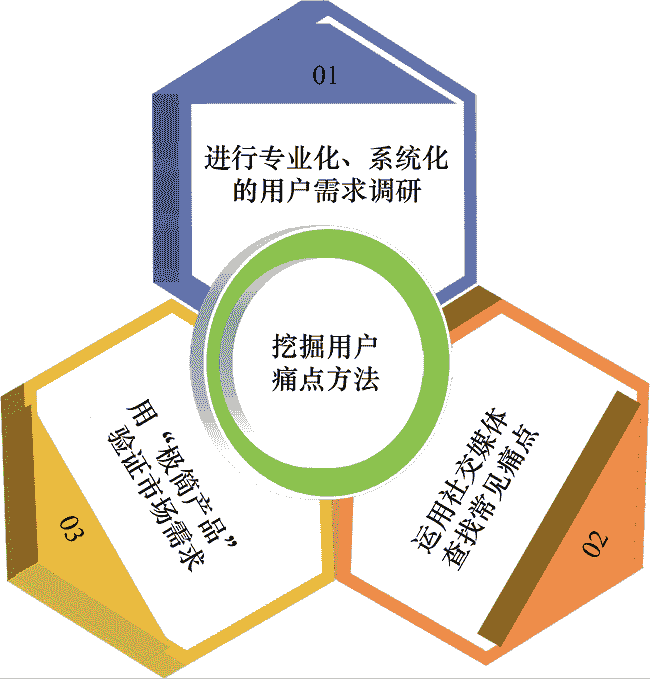 01
进行专业化、系统化
的用户需求调研
挖掘用户
痛点方法
运用社交媒体
查找常见痛点
02
用“极简产品”
验证市场需求
03